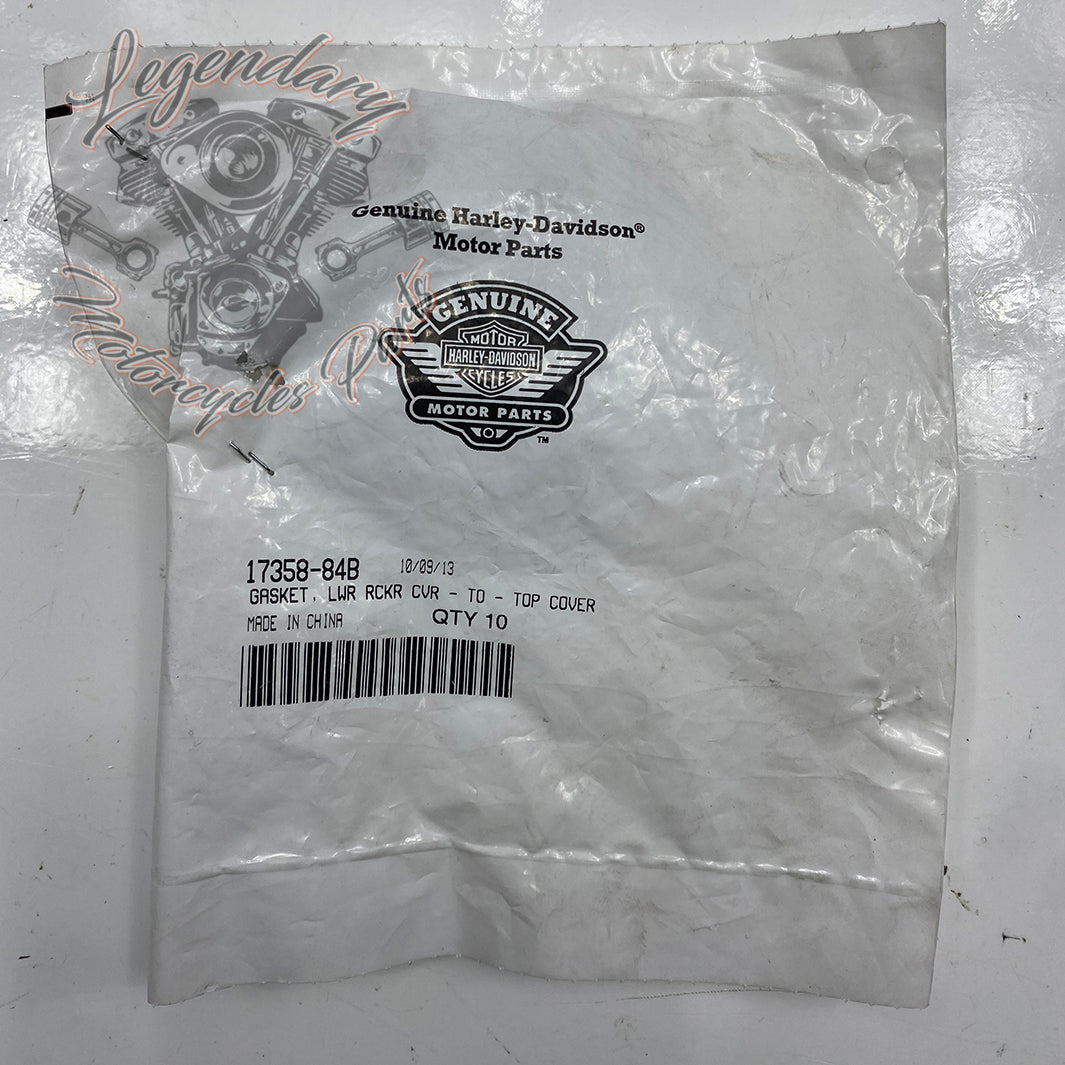 Legendary
Motorcycles Parts
Genuine Harley-Davidson®
Motor Parts
GENUINE
MOTOR
HARLEY-DAVIDSON
CYCLES
MOTOR PARTS
™
17358-84B 10/09/13
GASKET, LWR RCKR CVR - TO - TOP COVER
MADE IN CHINA QTY 10